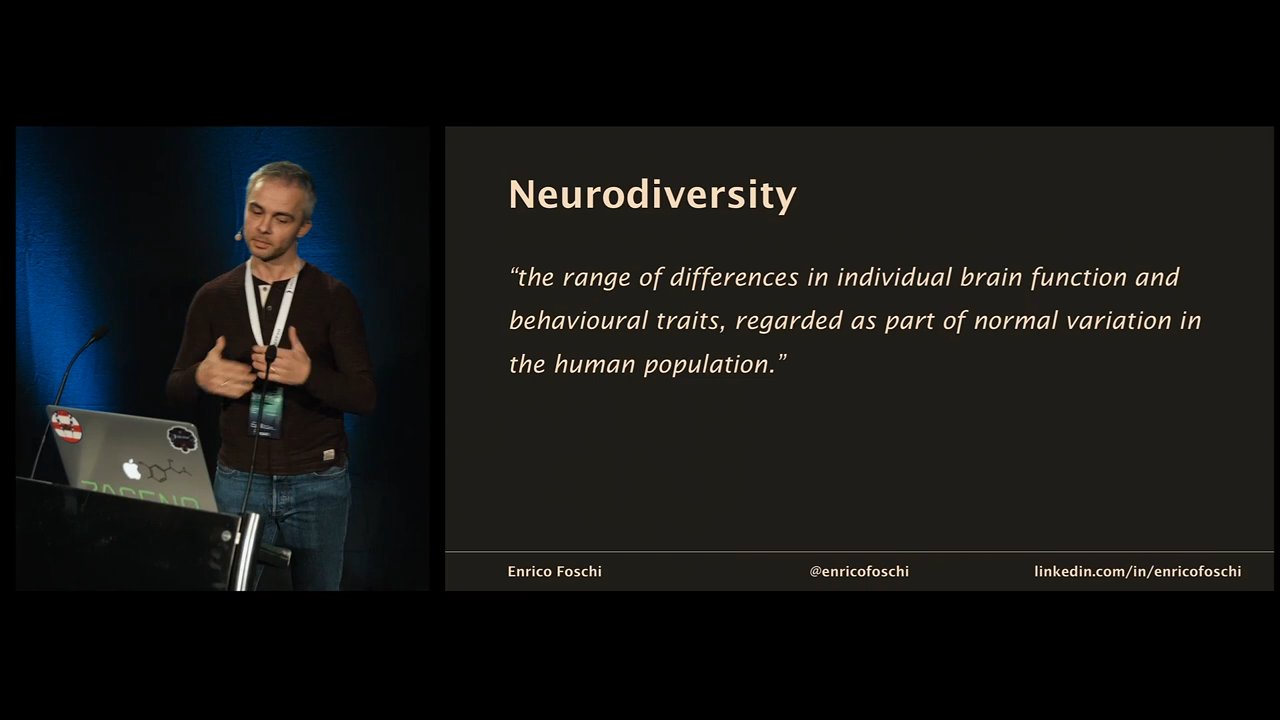 Neurodiversity
“the range of differences in individual brain function and
behavioural traits, regarded as part of normal variation in
the human population.”
Enrico Foschi
@enricofoschi
linkedin.com/in/enricofoschi